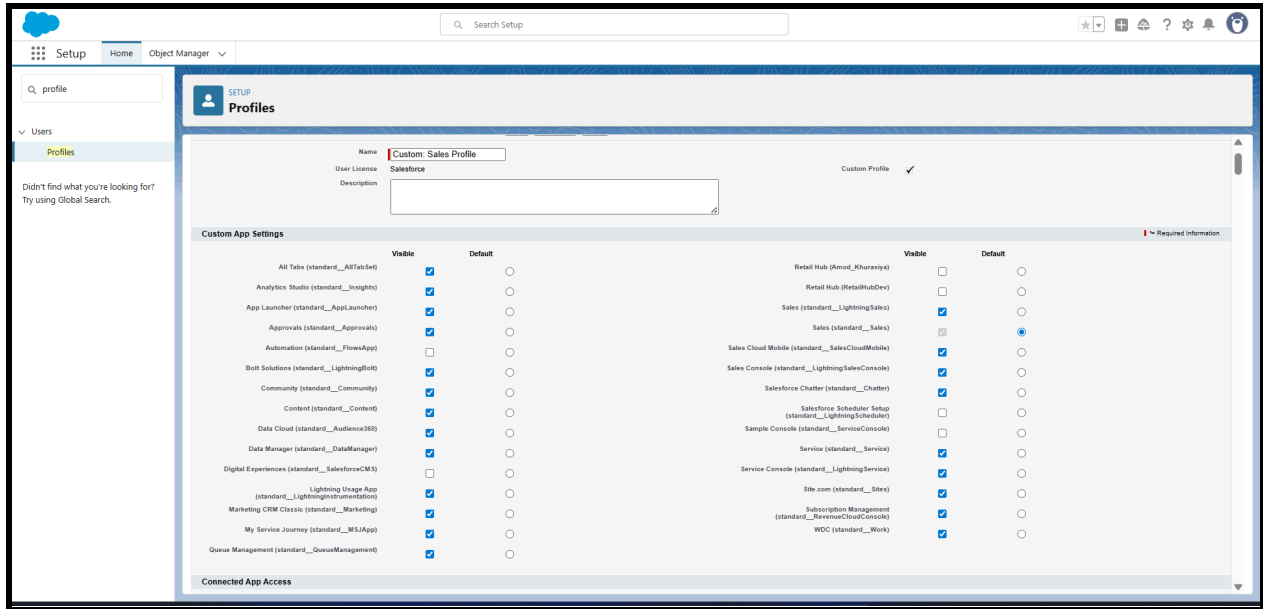 Search Setup
Setup
Home
Object Manager
profile
Users
Profiles
Didn't find what you're looking for?
Try using Global Search.
SETUP
Profiles
Name
Custom: Sales Profile
User License
Salesforce
Custom Profile
Description
Custom App Settings
= Required Information
Visible
Default
Visible
Default
All Tabs (standard__AllTabSet)
Retail Hub (Amod_Khurasiya)
Analytics Studio (standard__Insights)
Retail Hub (RetailHubDev)
App Launcher (standard__AppLauncher)
Sales (standard__LightningSales)
Approvals (standard__Approvals)
Sales (standard__Sales)
Automation (standard__FlowsApp)
Sales Cloud Mobile (standard__SalesCloudMobile)
Bolt Solutions (standard__LightningBolt)
Sales Console (standard__LightningSalesConsole)
Community (standard__Community)
Salesforce Chatter (standard__Chatter)
Content (standard__Content)
Salesforce Scheduler Setup
(standard__LightningScheduler)
Data Cloud (standard__Audience360)
Sample Console (standard__ServiceConsole)
Data Manager (standard__DataManager)
Service (standard__Service)
Digital Experiences (standard__SalesforceCMS)
Service Console (standard__LightningService)
Lightning Usage App
(standard__LightningInstrumentation)
Site.com (standard__Sites)
Marketing CRM Classic (standard__Marketing)
Subscription Management
(standard__RevenueCloudConsole)
My Service Journey (standard__MSJApp)
WDC (standard__Work)
Queue Management (standard__QueueManagement)
Connected App Access